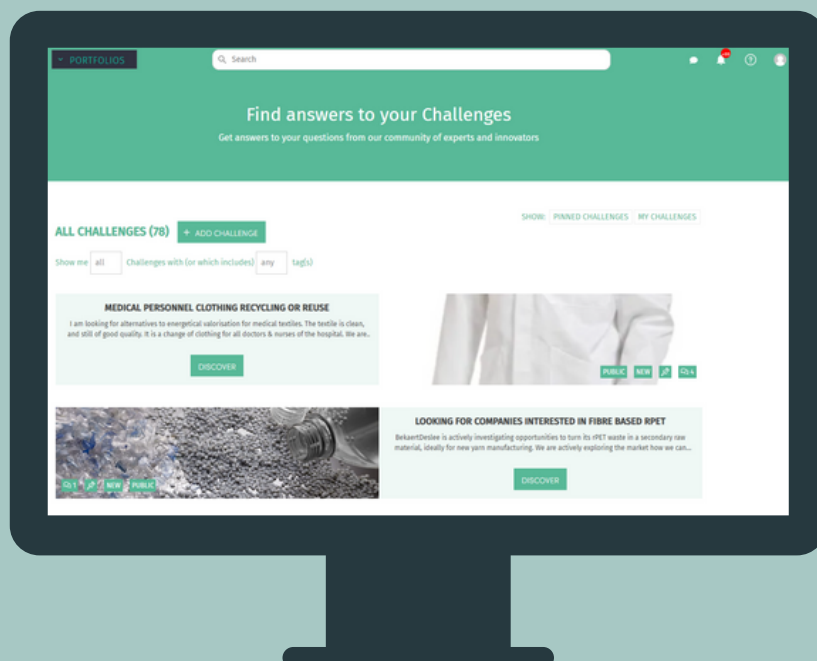 PORTFOLIOS
Search
Find answers to your Challenges
Get answers to your questions from our community of experts and innovators
SHOW: PINNED CHALLENGES MY CHALLENGES
ALL CHALLENGES (78) + ADD CHALLENGE
Show me all Challenges with (or which includes) any tag(s)
MEDICAL PERSONNEL CLOTHING RECYCLING OR REUSE
I am looking for alternatives to energetical valorisation for medical textiles. The textile is clean,
and still of good quality. It is a change of clothing for all doctors & nurses of the hospital. We are..
DISCOVER
PUBLIC NEW 4
LOOKING FOR COMPANIES INTERESTED IN FIBRE BASED RPET
BekaertDeslee is actively investigating opportunities to turn its rPET waste in a secondary raw
material, ideally for new yarn manufacturing. We are actively exploring the market how we can...
DISCOVER
1 NEW PUBLIC